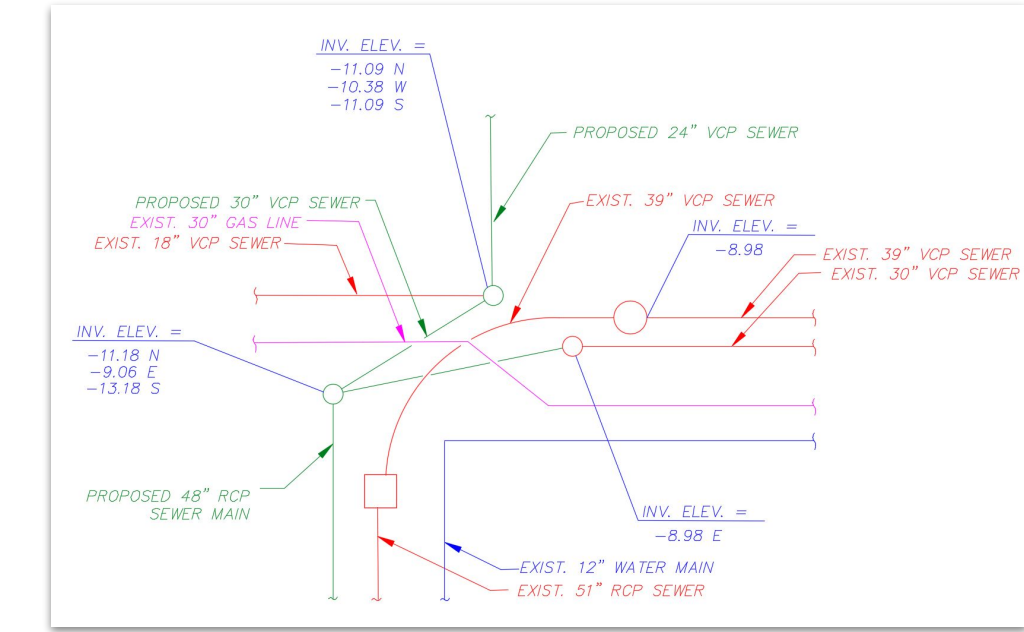 INV. ELEV. =
-11.09 N
-10.38 W
-11.09 S
PROPOSED 24" VCP SEWER
PROPOSED 30" VCP SEWER
EXIST. 30" GAS LINE
EXIST. 18" VCP SEWER
EXIST. 39" VCP SEWER
INV. ELEV. =
-8.98
EXIST. 39" VCP SEWER
EXIST. 30" VCP SEWER
INV. ELEV. =
-11.18 N
-9.06 E
-13.18 S
PROPOSED 48" RCP
SEWER MAIN
INV. ELEV. =
-8.98 E
EXIST. 12" WATER MAIN
EXIST. 51" RCP SEWER